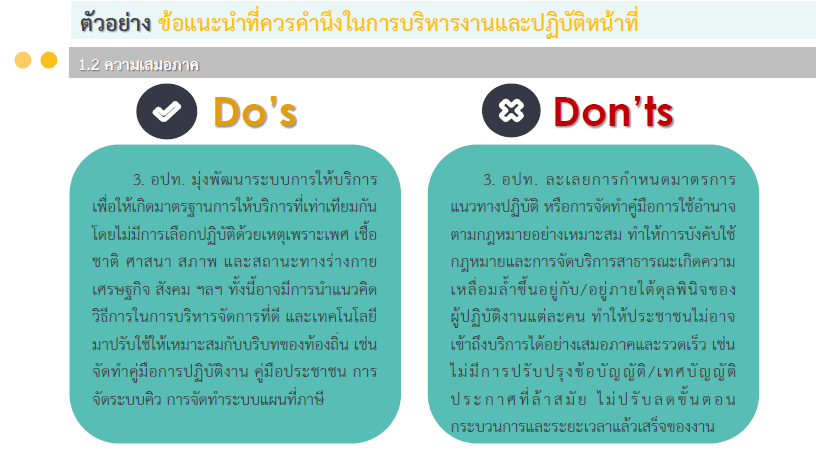 ตัวอย่าง ข้อแนะนำที่ควรคำนึงในการบริหารงานและปฏิบัติหน้าที่
1.2 ความเสมอภาค
Do’s
3. อปท. มุ่งพัฒนาระบบการให้บริการ
เพื่อให้เกิดมาตรฐานการให้บริการที่เท่าเทียมกัน
โดยไม่มีการเลือกปฏิบัติด้วยเหตุเพราะเพศ เชื้อ
ชาติ ศาสนา สภาพ และสถานะทางร่างกาย
เศรษฐกิจ สังคม ฯลฯ ทั้งนี้อาจมีการนำแนวคิด
วิธีการในการบริหารจัดการที่ดี และเทคโนโลยี
มาปรับใช้ให้เหมาะสมกับบริบทของท้องถิ่น เช่น
จัดทำคู่มือการปฏิบัติงาน คู่มือประชาชน การ
จัดระบบคิว การจัดทำระบบแผนที่ภาษี
Don’ts
3. อปท. ละเลยการกำหนดมาตรการ
แนวทางปฏิบัติ หรือการจัดทำคู่มือการใช้อำนาจ
ตามกฎหมายอย่างเหมาะสม ทำให้การบังคับใช้
กฎหมายและการจัดบริการสาธารณะเกิดความ
เหลื่อมล้ำขึ้นอยู่กับ/อยู่ภายใต้ดุลพินิจของ
ผู้ปฏิบัติงานแต่ละคน ทำให้ประชาชนไม่อาจ
เข้าถึงบริการได้อย่างเสมอภาคและรวดเร็ว เช่น
ไม่มีการปรับปรุงข้อบัญญัติ/เทศบัญญัติ
ประกาศที่ล้าสมัย ไม่ปรับลดขั้นตอน
กระบวนการและระยะเวลาแล้วเสร็จของงาน